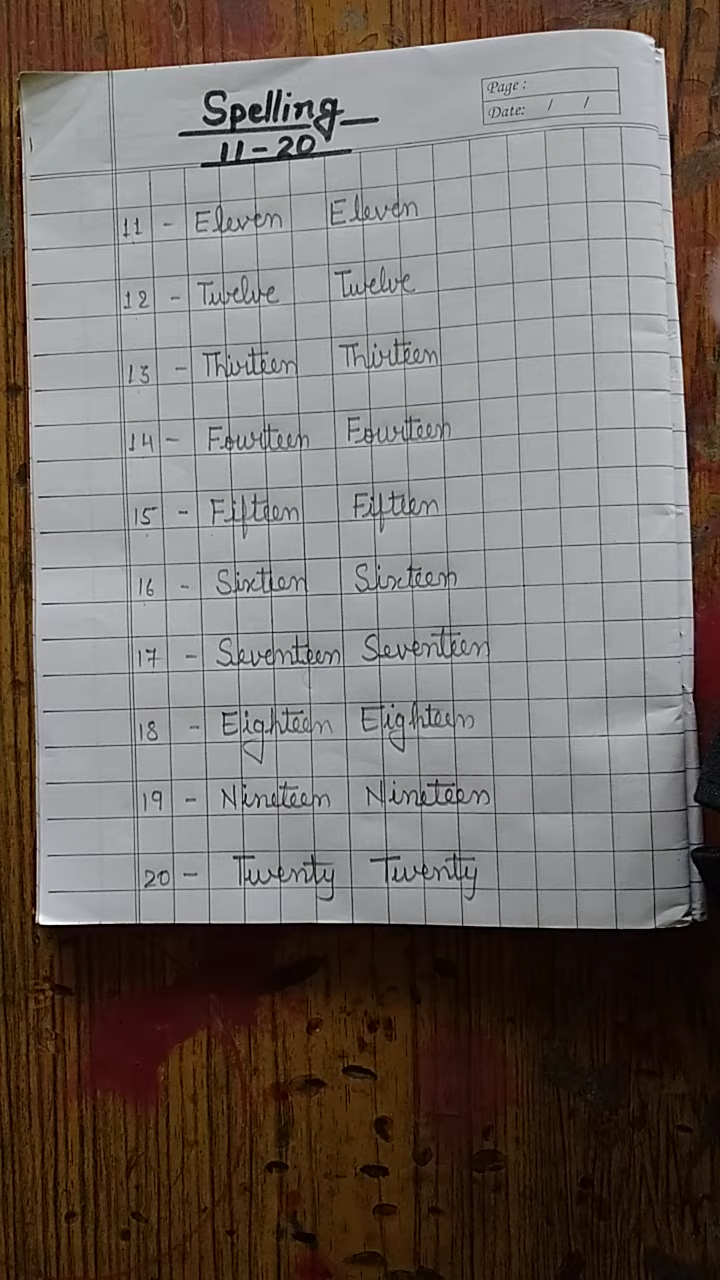 Spelling
11-20
Page:
Date: / /
11 - Eleven Eleven
12 - Twelve Twelve
13 - Thirteen Thirteen
14 - Fourteen Fourteen
15 - Fifteen Fifteen
16 - Sixteen Sixteen
17 - Seventeen Seventeen
18 - Eighteen Eighteen
19 - Nineteen Nineteen
20 - Twenty Twenty